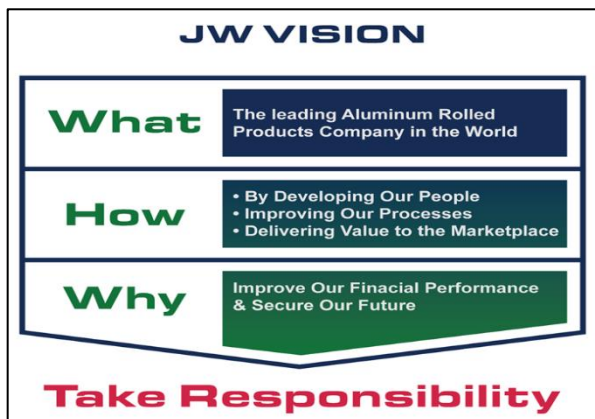 JW VISION
What
The leading Aluminum Rolled
Products Company in the World
How
• By Developing Our People
• Improving Our Processes
• Delivering Value to the Marketplace
Why
Improve Our Finacial Performance
& Secure Our Future
Take Responsibility